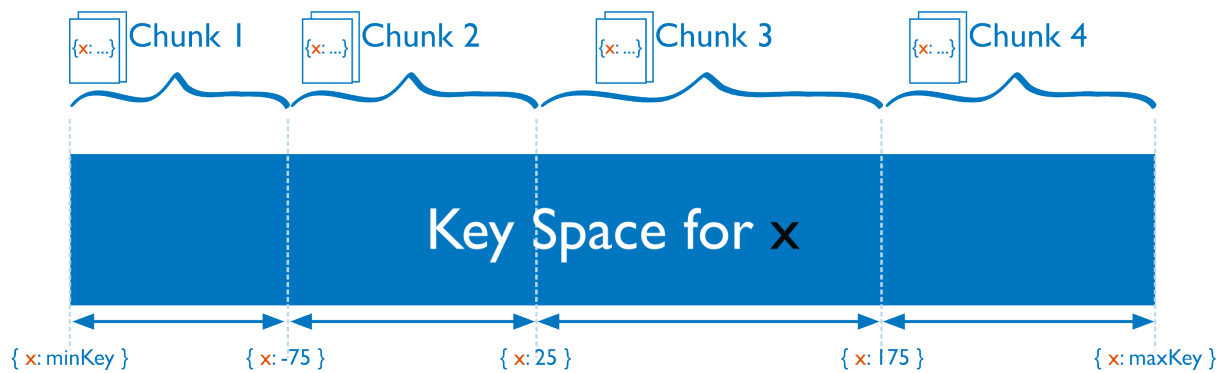 {x: ...} Chunk 1 {x: ...} Chunk 2 {x: ...} Chunk 3 {x: ...} Chunk 4
Key Space for x
{ x: minKey } { x: -75 } { x: 25 } { x: 175 } { x: maxKey }